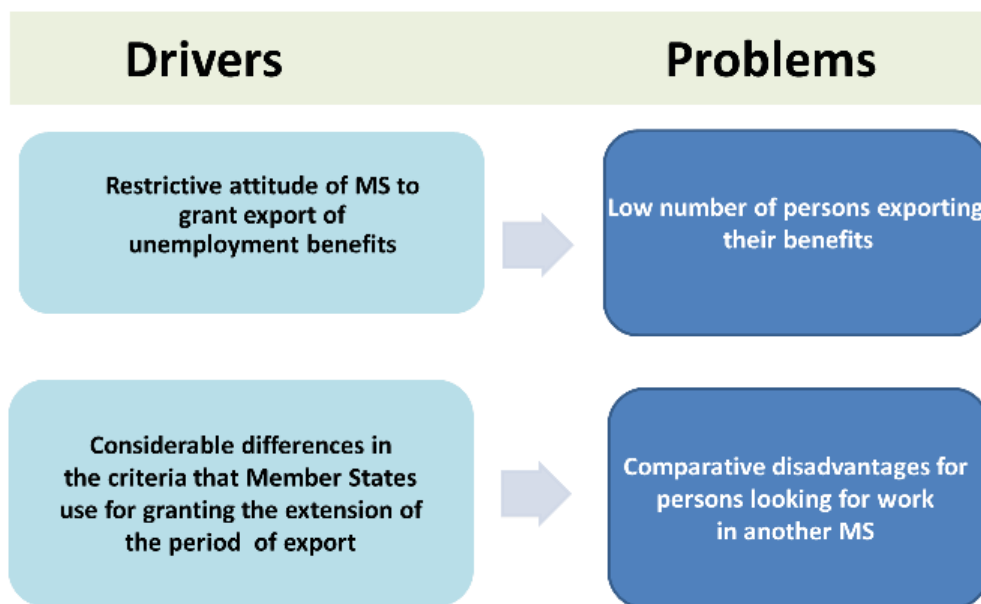 Drivers
Problems
Restrictive attitude of MS to
grant export of
unemployment benefits
Low number of persons exporting
their benefits
Considerable differences in
the criteria that Member States
use for granting the extension of
the period of export
Comparative disadvantages for
persons looking for work
in another MS